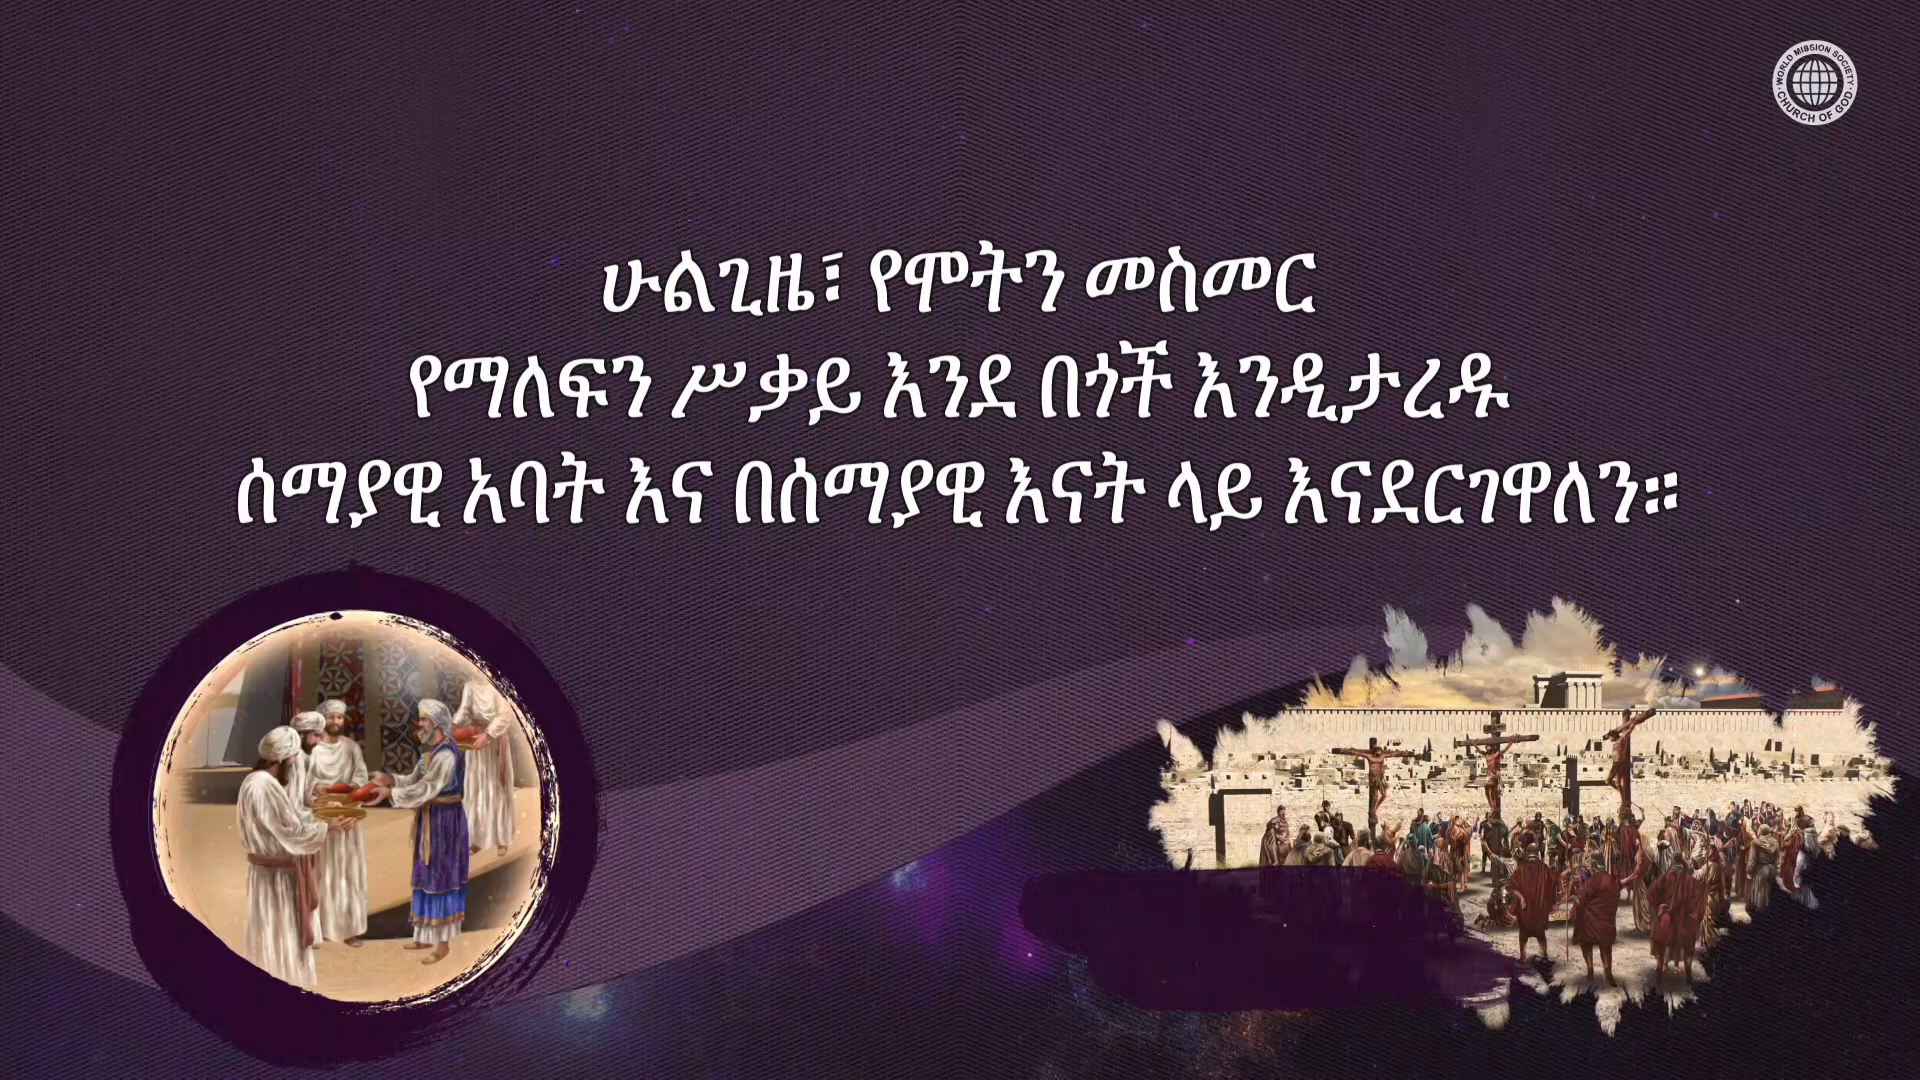 WORLD MISSION SOCIETY
CHURCH OF GOD
ሁልጊዜ፣ የሞትን መስመር
የማለፍን ሥቃይ እንደ በጎች እንዲታረዱ
ሰማያዊ አባት እና በሰማያዊ እናት ላይ እናደርገዋለን።